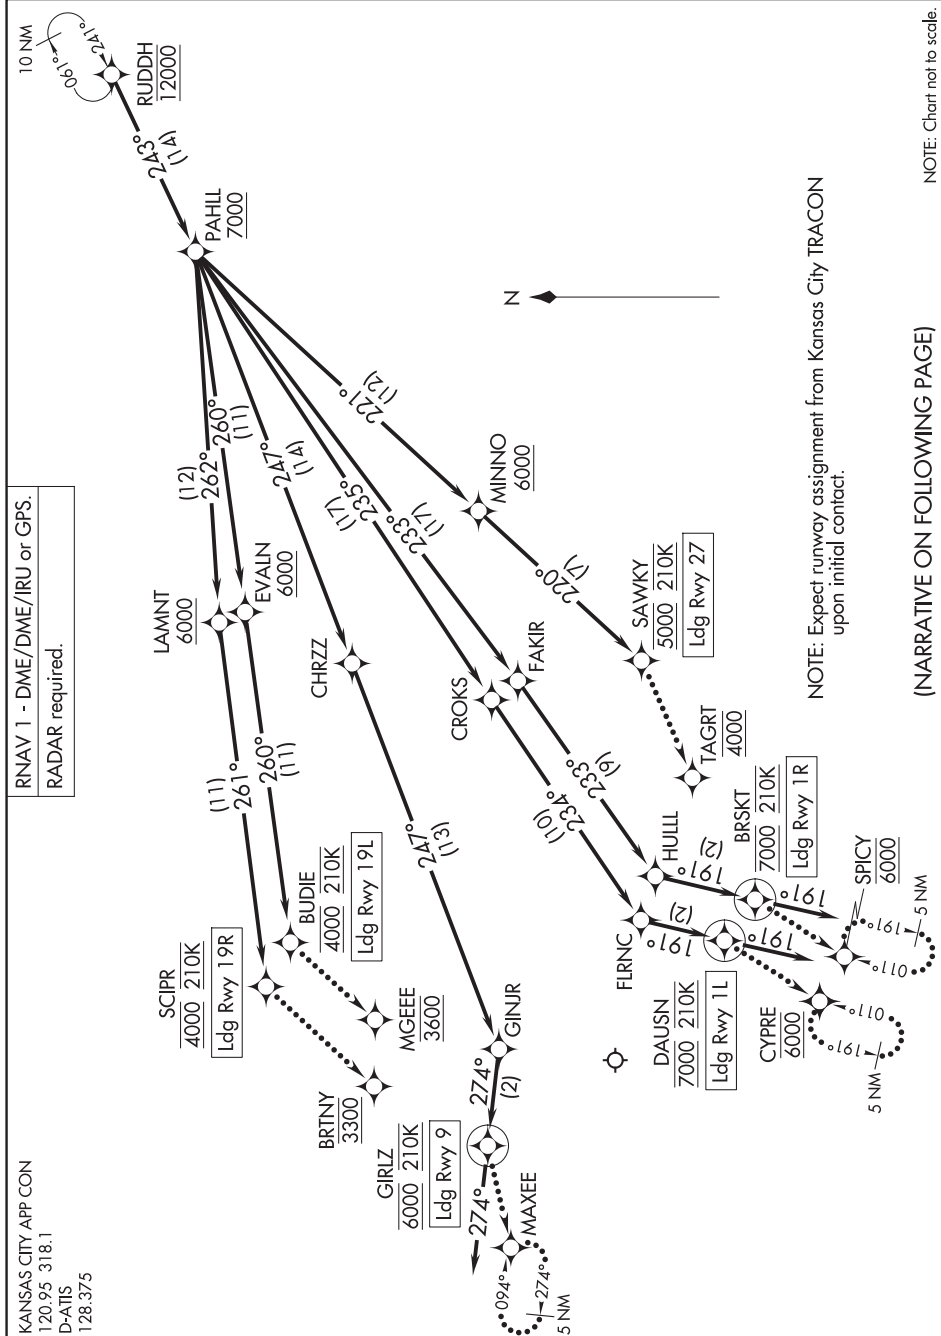 KANSAS CITY APP CON
120.95 318.1
D-ATIS
128.375
RNAV 1 - DME/DME/IRU or GPS.
RADAR required.
10 NM
061°
241°
RUDDH
12000
243°
(14)
PAHLL
7000
(12)
262°
260°
(11)
247°
(14)
235°
(17)
233°
(17)
221°
(12)
LAMNT
6000
EVALN
6000
CHRZZ
CROKS
FAKIR
MINNO
6000
(11)
261°
260°
(11)
247°
(13)
(10)
234°
233°
(9)
220°
(7)
SAWKY
5000 210K
Ldg Rwy 27
TAGRT
4000
SCIPR
4000 210K
Ldg Rwy 19R
BUDIE
4000 210K
Ldg Rwy 19L
BRTNY
3300
MGEEE
3600
GINJR
274°
(2)
GIRLZ
6000 210K
Ldg Rwy 9
274°
MAXEE
094°
274°
5 NM
FLRNC
191°
(2)
HULLL
191°
(2)
DAUSN
7000 210K
Ldg Rwy 1L
191°
BRSKT
7000 210K
Ldg Rwy 1R
191°
CYPRE
6000
191°
011°
5 NM
SPICY
6000
191°
011°
5 NM
N
NOTE: Expect runway assignment from Kansas City TRACON
upon initial contact.
(NARRATIVE ON FOLLOWING PAGE)
NOTE: Chart not to scale.